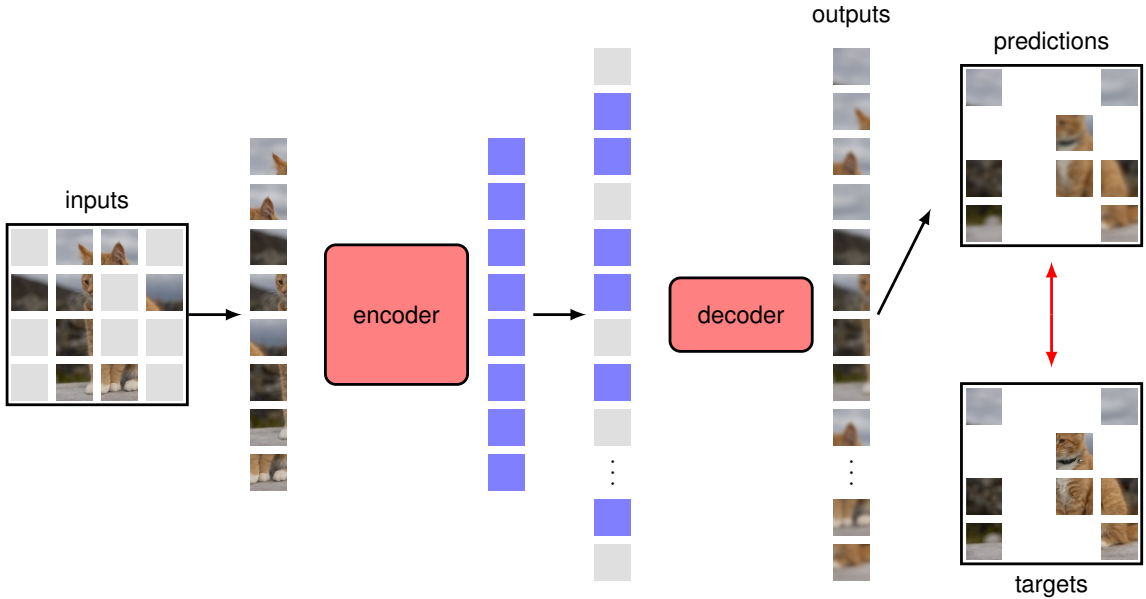 outputs
predictions
inputs
encoder
decoder
targets